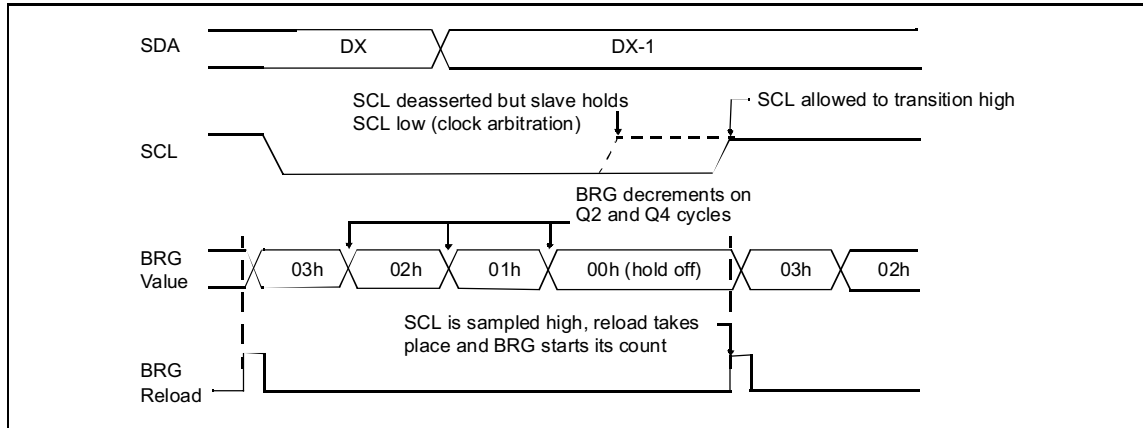 SDA
DX
DX-1
SCL deasserted but slave holds
SCL low (clock arbitration)
SCL allowed to transition high
SCL
BRG decrements on
Q2 and Q4 cycles
BRG
Value
03h
02h
01h
00h (hold off)
03h
02h
SCL is sampled high, reload takes
place and BRG starts its count
BRG
Reload